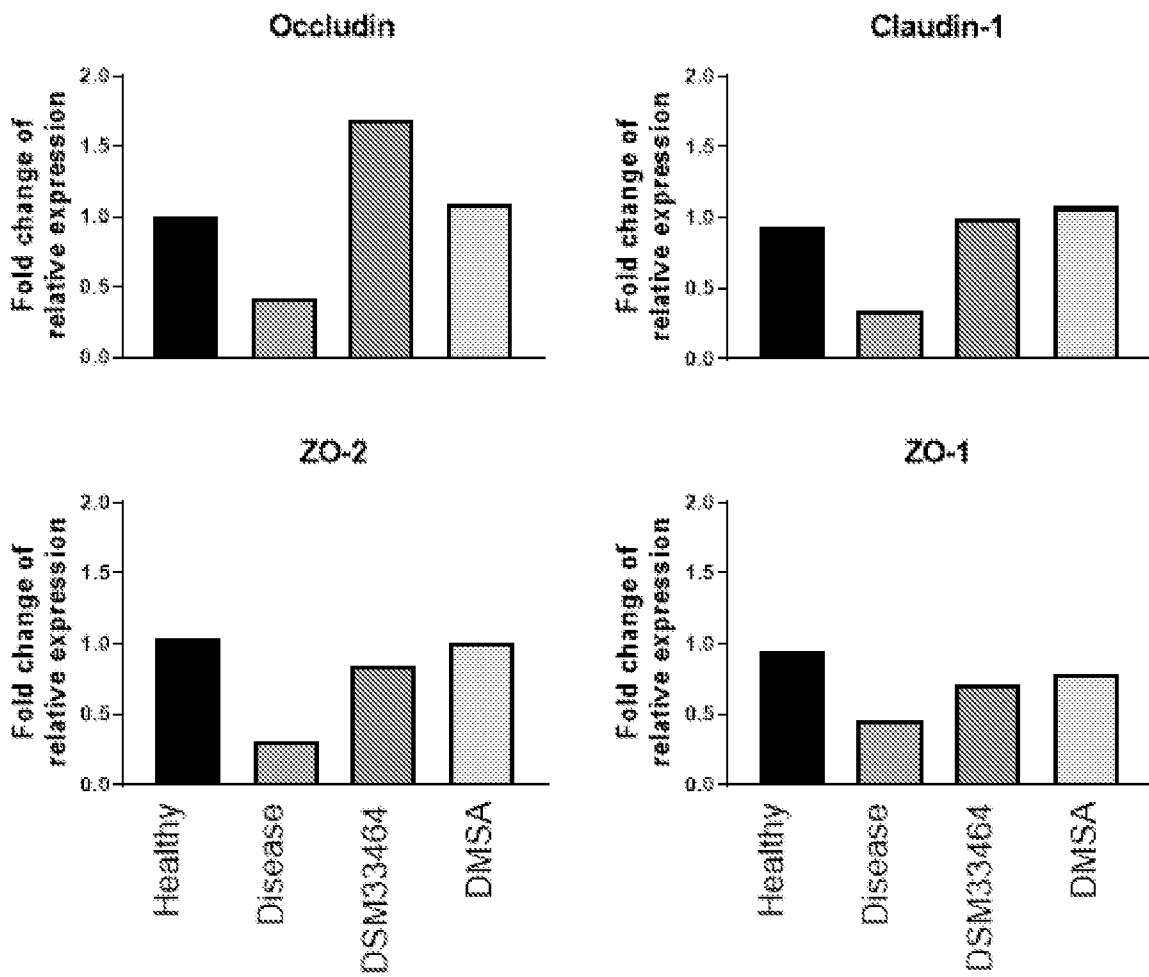 Occludin
Fold change of
relative expression
2.0
1.5
1.0
0.5
0.0
Claudin-1
Fold change of
relative expression
2.0
1.5
1.0
0.5
0.0
ZO-2
Fold change of
relative expression
2.0
1.5
1.0
0.5
0.0
Healthy
Disease
DSM33464
DMSA
ZO-1
Fold change of
relative expression
2.0
1.5
1.0
0.5
0.0
Healthy
Disease
DSM33464
DMSA